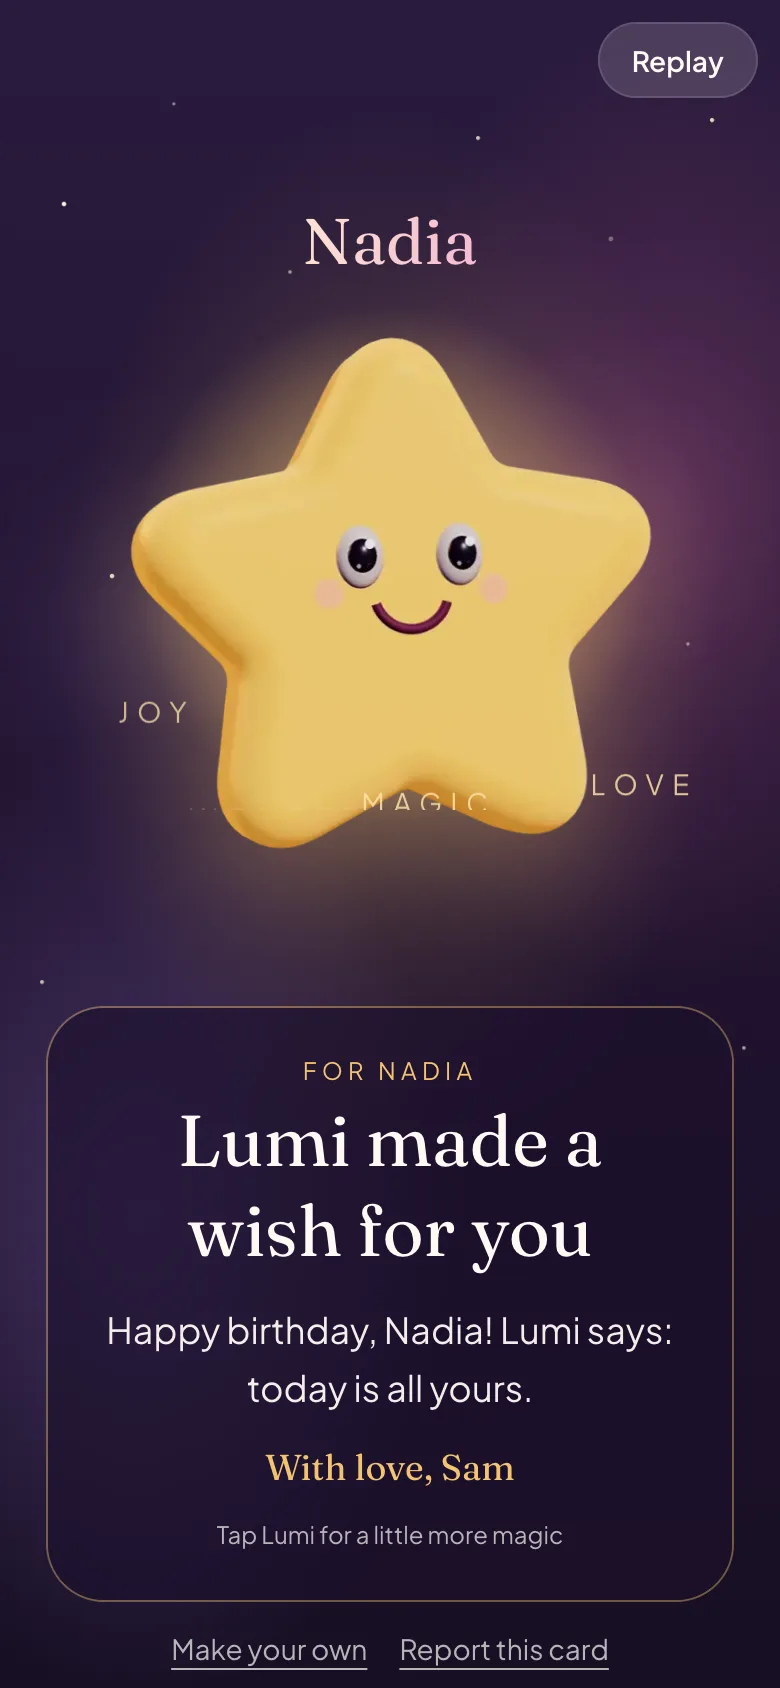 Replay
Nadia
JOY
LOVE
MAGIC
FOR NADIA
Lumi made a
wish for you
Happy birthday, Nadia! Lumi says:
today is all yours.
With love, Sam
Tap Lumi for a little more magic
Make your own Report this card